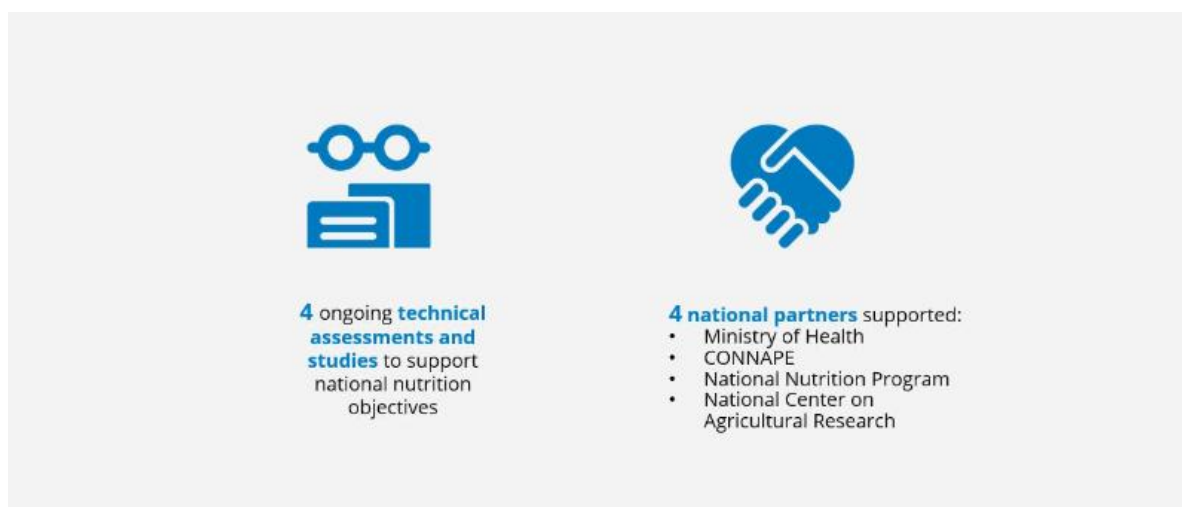 4 ongoing technical
assessments and
studies to support
national nutrition
objectives
4 national partners supported:
• Ministry of Health
• CONNAPE
• National Nutrition Program
• National Center on
Agricultural Research